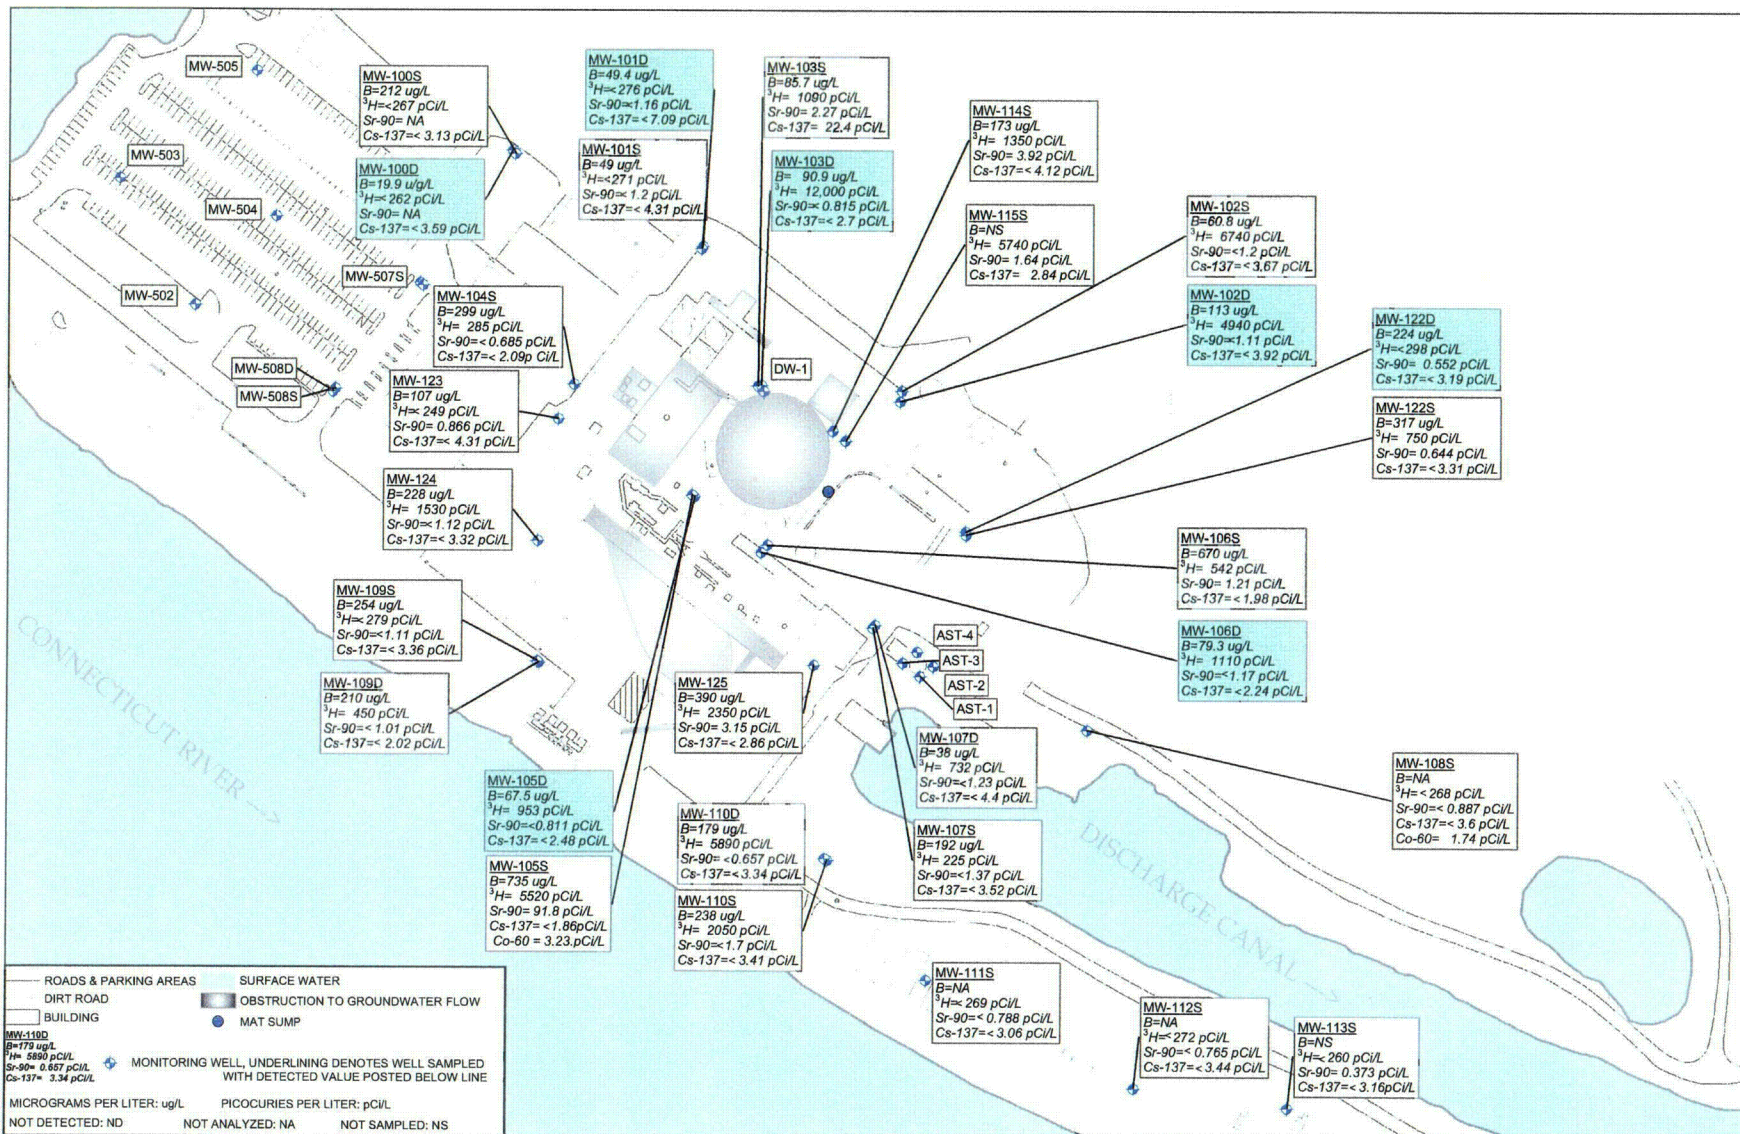 MW-505
MW-503
MW-504
MW-502
MW-507S
MW-508D
MW-508S
MW-100S
B=212 ug/L
³H=<267 pCi/L
Sr-90= NA
Cs-137=< 3.13 pCi/L
MW-100D
B=19.9 u/g/L
³H=<262 pCi/L
Sr-90= NA
Cs-137=< 3.59 pCi/L
MW-101D
B=49.4 ug/L
³H=<276 pCi/L
Sr-90=<1.16 pCi/L
Cs-137=< 7.09 pCi/L
MW-101S
B=49 ug/L
³H=<271 pCi/L
Sr-90=< 1.2 pCi/L
Cs-137=< 4.31 pCi/L
MW-103S
B=85.7 ug/L
³H= 1090 pCi/L
Sr-90= 2.27 pCi/L
Cs-137= 22.4 pCi/L
MW-103D
B= 90.9 ug/L
³H= 12,000 pCi/L
Sr-90=< 0.815 pCi/L
Cs-137=< 2.7 pCi/L
MW-114S
B=173 ug/L
³H= 1350 pCi/L
Sr-90= 3.92 pCi/L
Cs-137=< 4.12 pCi/L
MW-115S
B=NS
³H= 5740 pCi/L
Sr-90= 1.64 pCi/L
Cs-137= 2.84 pCi/L
MW-102S
B=60.8 ug/L
³H= 6740 pCi/L
Sr-90=<1.2 pCi/L
Cs-137=< 3.67 pCi/L
MW-102D
B=113 ug/L
³H= 4940 pCi/L
Sr-90=<1.11 pCi/L
Cs-137=< 3.92 pCi/L
MW-122D
B=224 ug/L
³H=<298 pCi/L
Sr-90= 0.552 pCi/L
Cs-137=< 3.19 pCi/L
MW-122S
B=317 ug/L
³H= 750 pCi/L
Sr-90= 0.644 pCi/L
Cs-137=< 3.31 pCi/L
MW-104S
B=299 ug/L
³H= 285 pCi/L
Sr-90=< 0.685 pCi/L
Cs-137=< 2.09p Ci/L
DW-1
MW-123
B=107 ug/L
³H=< 249 pCi/L
Sr-90= 0.866 pCi/L
Cs-137=< 4.31 pCi/L
MW-124
B=228 ug/L
³H= 1530 pCi/L
Sr-90=<1.12 pCi/L
Cs-137=< 3.32 pCi/L
MW-106S
B=670 ug/L
³H= 542 pCi/L
Sr-90= 1.21 pCi/L
Cs-137=< 1.98 pCi/L
MW-106D
B=79.3 ug/L
³H= 1110 pCi/L
Sr-90=<1.17 pCi/L
Cs-137=<2.24 pCi/L
MW-109S
B=254 ug/L
³H=< 279 pCi/L
Sr-90=<1.11 pCi/L
Cs-137=< 3.36 pCi/L
MW-109D
B=210 ug/L
³H= 450 pCi/L
Sr-90=< 1.01 pCi/L
Cs-137=< 2.02 pCi/L
AST-4
AST-3
AST-2
AST-1
MW-125
B=390 ug/L
³H= 2350 pCi/L
Sr-90= 3.15 pCi/L
Cs-137=< 2.86 pCi/L
MW-107D
B=38 ug/L
³H= 732 pCi/L
Sr-90=<1.23 pCi/L
Cs-137=< 4.4 pCi/L
MW-107S
B=192 ug/L
³H= 225 pCi/L
Sr-90=<1.37 pCi/L
Cs-137=< 3.52 pCi/L
MW-108S
B=NA
³H=< 268 pCi/L
Sr-90=< 0.887 pCi/L
Cs-137=< 3.6 pCi/L
Co-60= 1.74 pCi/L
MW-105D
B=67.5 ug/L
³H= 953 pCi/L
Sr-90=<0.811 pCi/L
Cs-137=<2.48 pCi/L
MW-105S
B=735 ug/L
³H= 5520 pCi/L
Sr-90= 91.8 pCi/L
Cs-137= <1.86pCi/L
Co-60 = 3.23.pCi/L
MW-110D
B=179 ug/L
³H= 5890 pCi/L
Sr-90= <0.657 pCi/L
Cs-137=< 3.34 pCi/L
MW-110S
B=238 ug/L
³H= 2050 pCi/L
Sr-90=<1.7 pCi/L
Cs-137=< 3.41 pCi/L
MW-111S
B=NA
³H=< 269 pCi/L
Sr-90=< 0.788 pCi/L
Cs-137=< 3.06 pCi/L
MW-112S
B=NA
³H=<272 pCi/L
Sr-90=< 0.765 pCi/L
Cs-137=< 3.44 pCi/L
MW-113S
B=NS
³H=< 260 pCi/L
Sr-90= 0.373 pCi/L
Cs-137=< 3.16pCi/L
CONNECTICUT RIVER
DISCHARGE CANAL
ROADS & PARKING AREAS
DIRT ROAD
BUILDING
SURFACE WATER
OBSTRUCTION TO GROUNDWATER FLOW
MAT SUMP
MW-110D
B=179 ug/L
³H= 5890 pCi/L
Sr-90= 0.657 pCi/L
Cs-137= 3.34 pCi/L
MONITORING WELL, UNDERLINING DENOTES WELL SAMPLED
WITH DETECTED VALUE POSTED BELOW LINE
MICROGRAMS PER LITER: ug/L PICOCURIES PER LITER: pCi/L
NOT DETECTED: ND NOT ANALYZED: NA NOT SAMPLED: NS